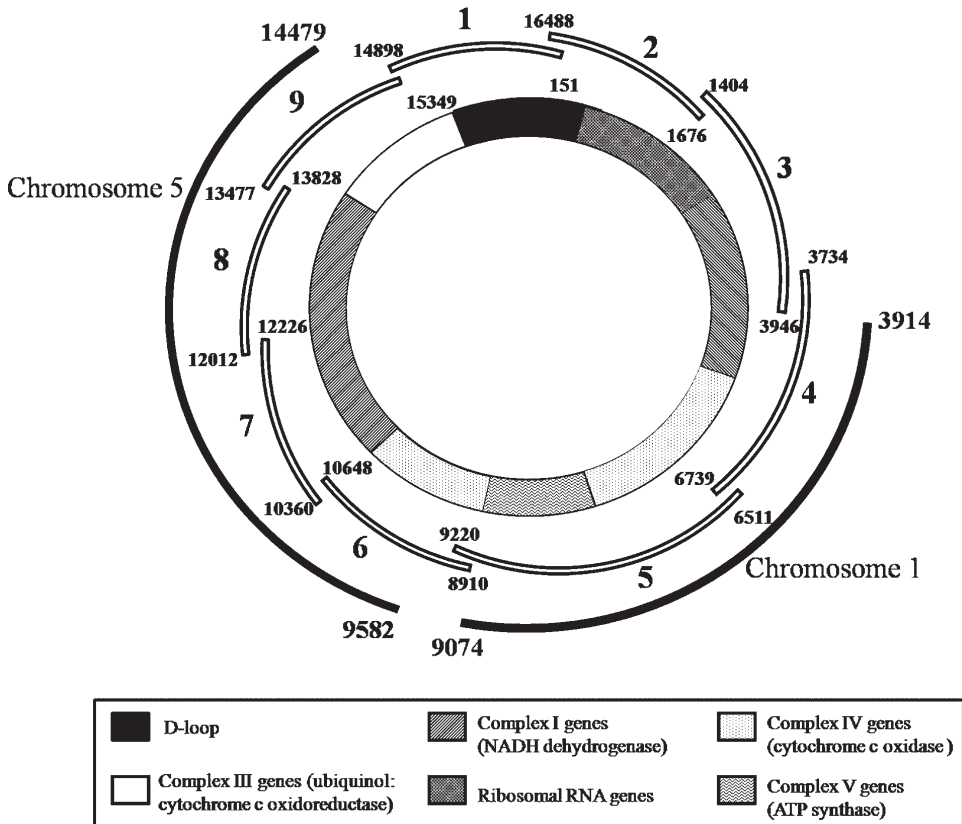 1
16488
14479
14898
2
1404
9
15349
151
1676
Chromosome 5
13477
13828
3
8
3734
12226
12012
3946
3914
7
4
10648
6739
10360
6511
9220
6
5
Chromosome 1
8910
9582
9074
D-loop
Complex I genes
(NADH dehydrogenase)
Complex IV genes
(cytochrome c oxidase)
Complex III genes (ubiquinol:
cytochrome c oxidoreductase)
Ribosomal RNA genes
Complex V genes
(ATP synthase)